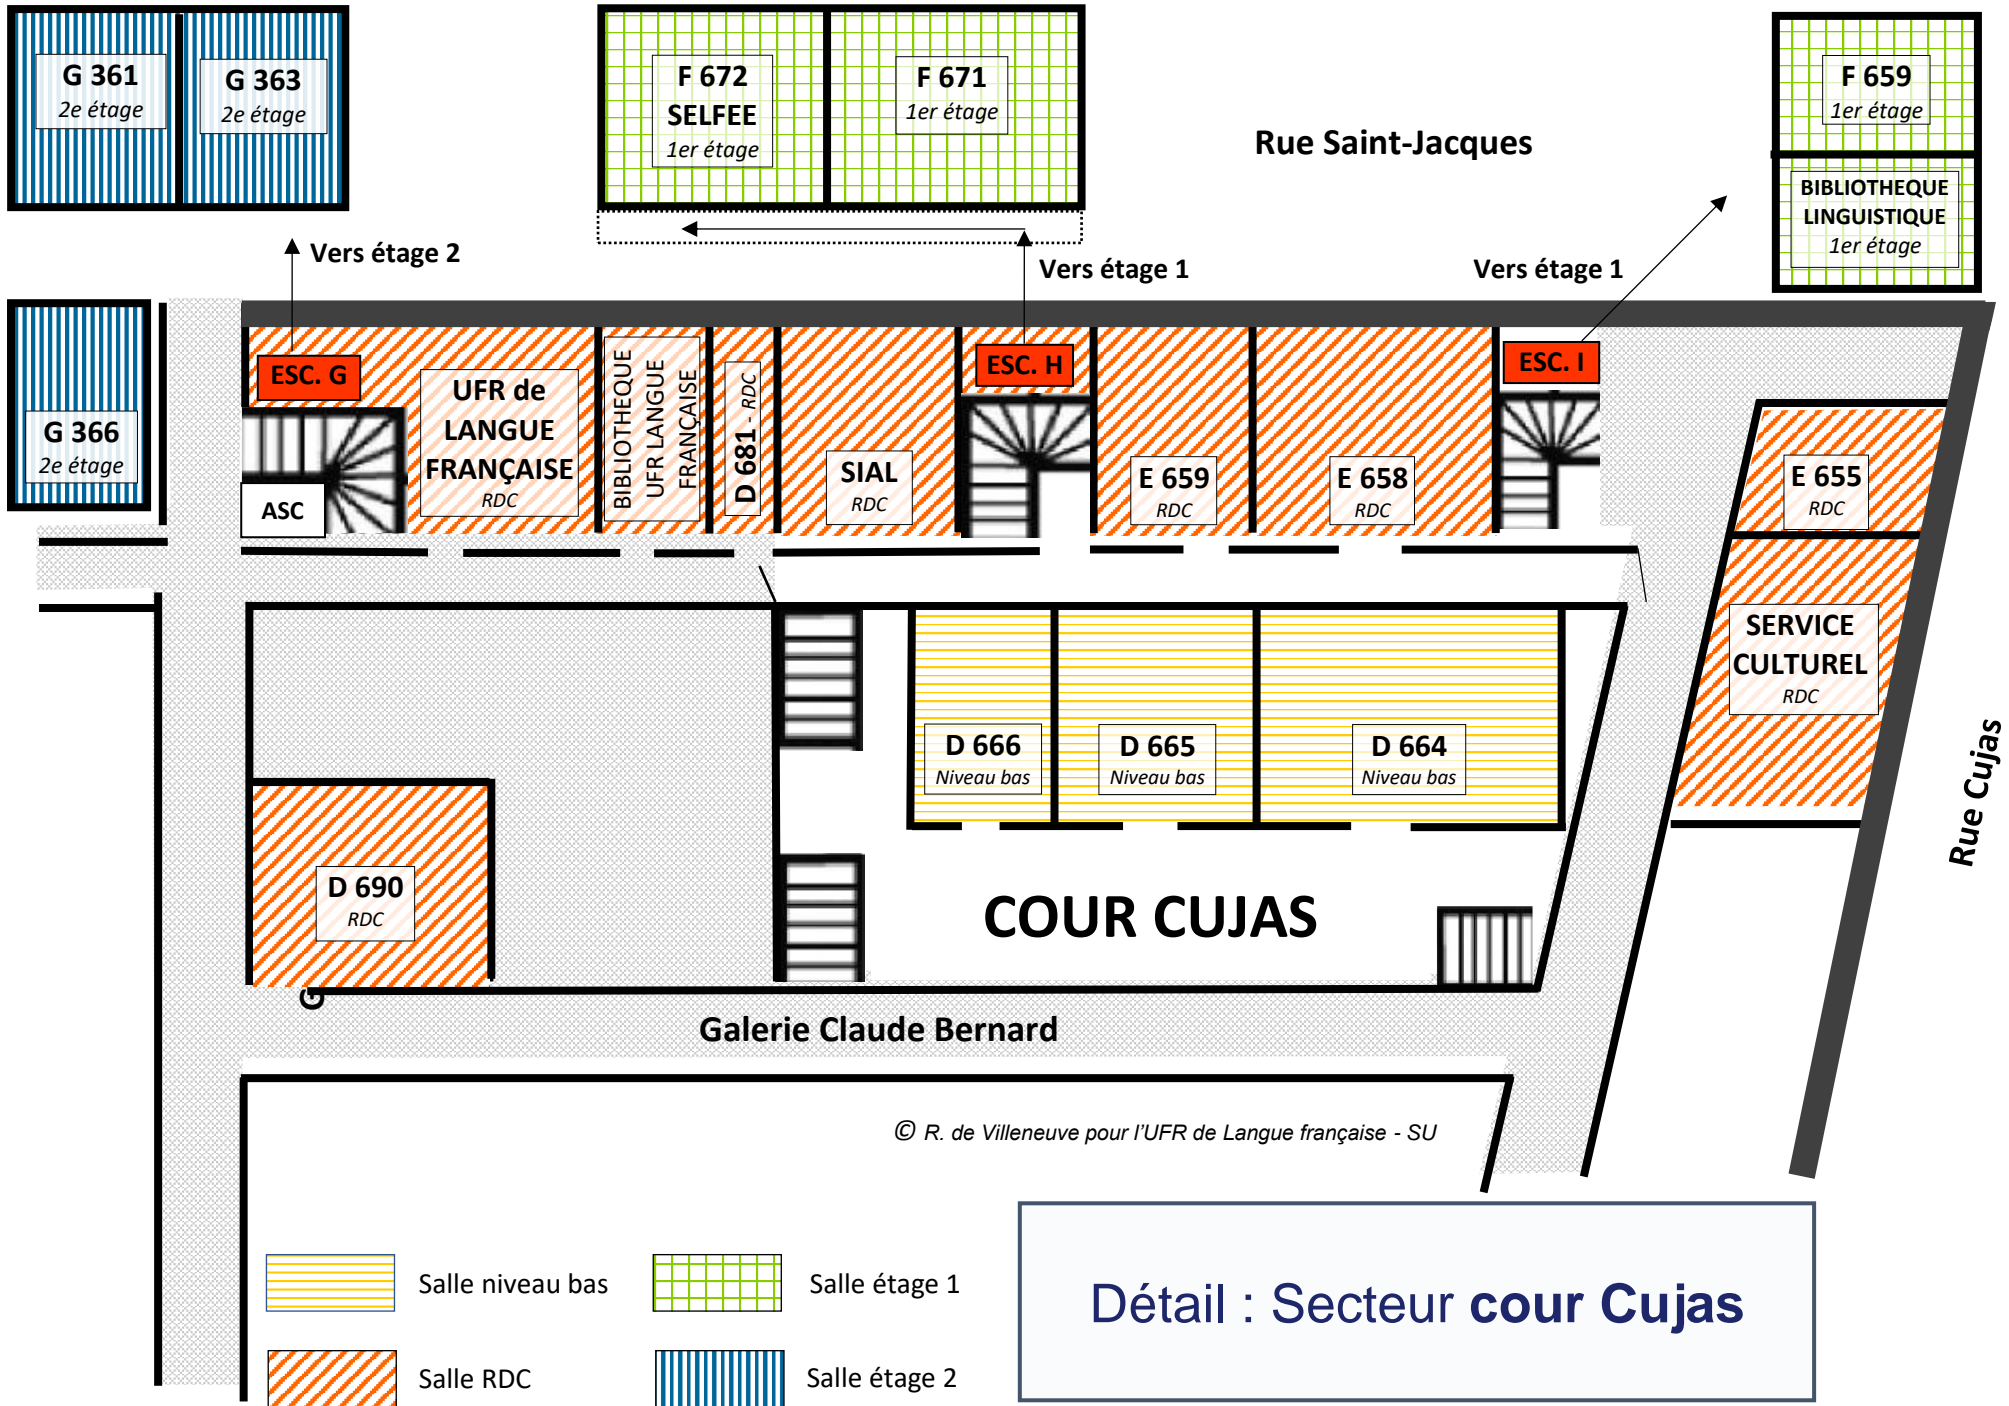 G 361
2e étage
G 363
2e étage
F 672
SELFEE
1er étage
F 671
1er étage
Rue Saint-Jacques
F 659
1er étage
BIBLIOTHEQUE
LINGUISTIQUE
1er étage
Vers étage 2
Vers étage 1
Vers étage 1
G 366
2e étage
ESC. G
ASC
UFR de
LANGUE
FRANÇAISE
RDC
BIBLIOTHEQUE
UFR LANGUE
FRANÇAISE
D 681 - RDC
SIAL
RDC
ESC. H
E 659
RDC
E 658
RDC
ESC. I
E 655
RDC
SERVICE
CULTUREL
RDC
Rue Cujas
D 666
Niveau bas
D 665
Niveau bas
D 664
Niveau bas
D 690
RDC
COUR CUJAS
G
Galerie Claude Bernard
© R. de Villeneuve pour l'UFR de Langue française - SU
Salle niveau bas
Salle étage 1
Salle RDC
Salle étage 2
Détail : Secteur cour Cujas